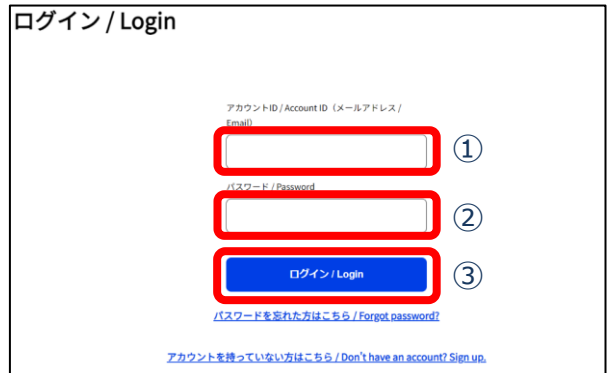 ログイン / Login
アカウントID / Account ID（メールアドレス /
Email）
①
パスワード / Password
②
ログイン / Login
③
パスワードを忘れた方はこちら / Forgot password?
アカウントを持っていない方はこちら / Don't have an account? Sign up.